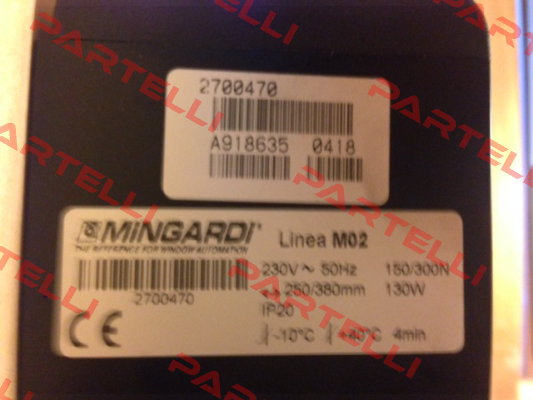 2700470
A918635 0418
MiNGARDi
THE REFERENCE FOR WINDOW AUTOMATION
Linea M02
2700470
230V ~ 50Hz 150/300N
↔ 250/380mm 130W
IP20
-10°C +40°C 4min
CE
PARTELLI
PARTELLI
PARTELLI
PARTELLI
PARTELLI
PARTELLI